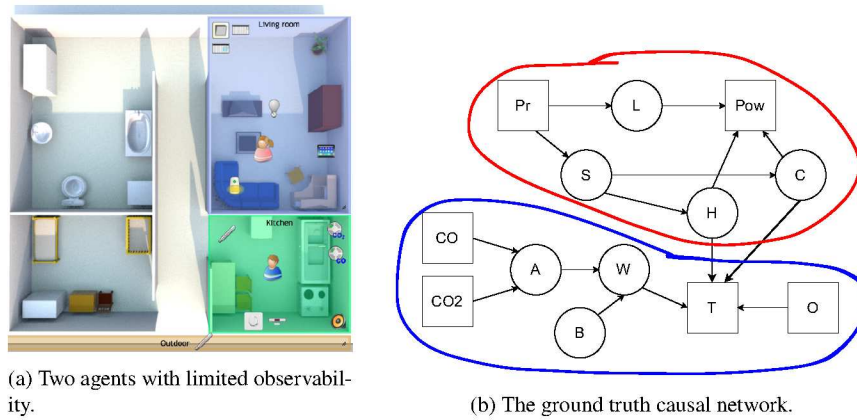 Living room
Kitchen
CO₂
CO
Outdoor
(a) Two agents with limited observabil-
ity.
Pr
L
Pow
S
C
H
CO
A
W
CO2
T
O
B
(b) The ground truth causal network.